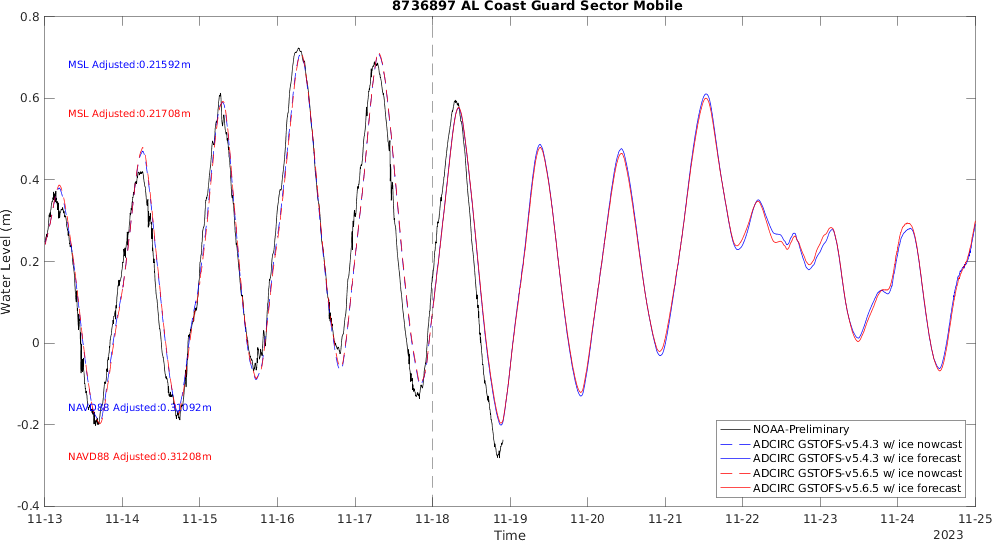 8736897 AL Coast Guard Sector Mobile
0.8
MSL Adjusted:0.21592m
0.6
MSL Adjusted:0.21708m
0.4
Water Level (m)
0.2
0
NAVD88 Adjusted:0.31092m
-0.2
NAVD88 Adjusted:0.31208m
-0.4
NOAA-Preliminary
ADCIRC GSTOFS-v5.4.3 w/ ice nowcast
ADCIRC GSTOFS-v5.4.3 w/ ice forecast
ADCIRC GSTOFS-v5.6.5 w/ ice nowcast
ADCIRC GSTOFS-v5.6.5 w/ ice forecast
11-13 11-14 11-15 11-16 11-17 11-18 11-19 11-20 11-21 11-22 11-23 11-24 11-25
Time
2023